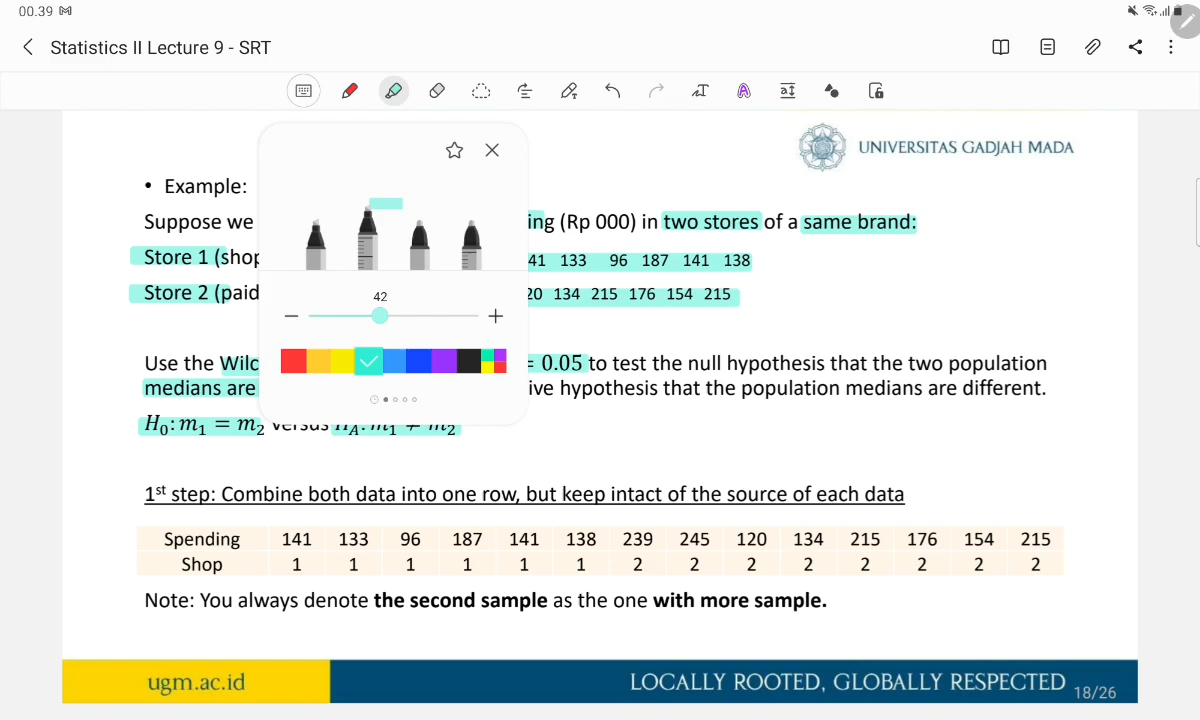 00.39
Statistics II Lecture 9 - SRT
UNIVERSITAS GADJAH MADA
• Example:
Suppose we ing (Rp 000) in two stores of a same brand:
Store 1 (shop 41 133 96 187 141 138
Store 2 (paid 20 134 215 176 154 215
42
Use the Wilc = 0.05 to test the null hypothesis that the two population
medians are ive hypothesis that the population medians are different.
H₀: m₁ = m₂ versus H_A: m₁ ≠ m₂
1st step: Combine both data into one row, but keep intact of the source of each data
Spending 141 133 96 187 141 138 239 245 120 134 215 176 154 215
Shop 1 1 1 1 1 1 2 2 2 2 2 2 2 2
Note: You always denote the second sample as the one with more sample.
ugm.ac.id
LOCALLY ROOTED, GLOBALLY RESPECTED
18/26